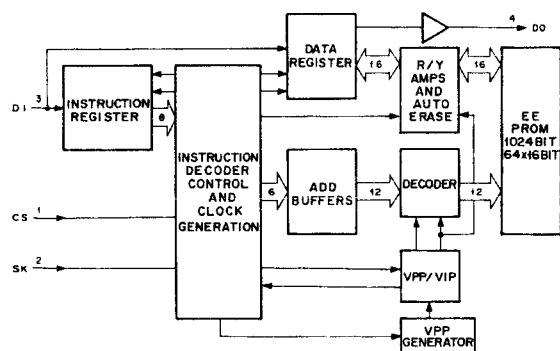 4
DO
DATA
REGISTER
16
R/Y
AMPS
AND
AUTO
ERASE
16
EE
PROM
1024BIT
64x16BIT
3
DI
INSTRUCTION
REGISTER
8
INSTRUCTION
DECODER
CONTROL
AND
CLOCK
GENERATION
6
ADD
BUFFERS
12
DECODER
12
1
CS
2
SK
VPP/VIP
VPP
GENERATOR